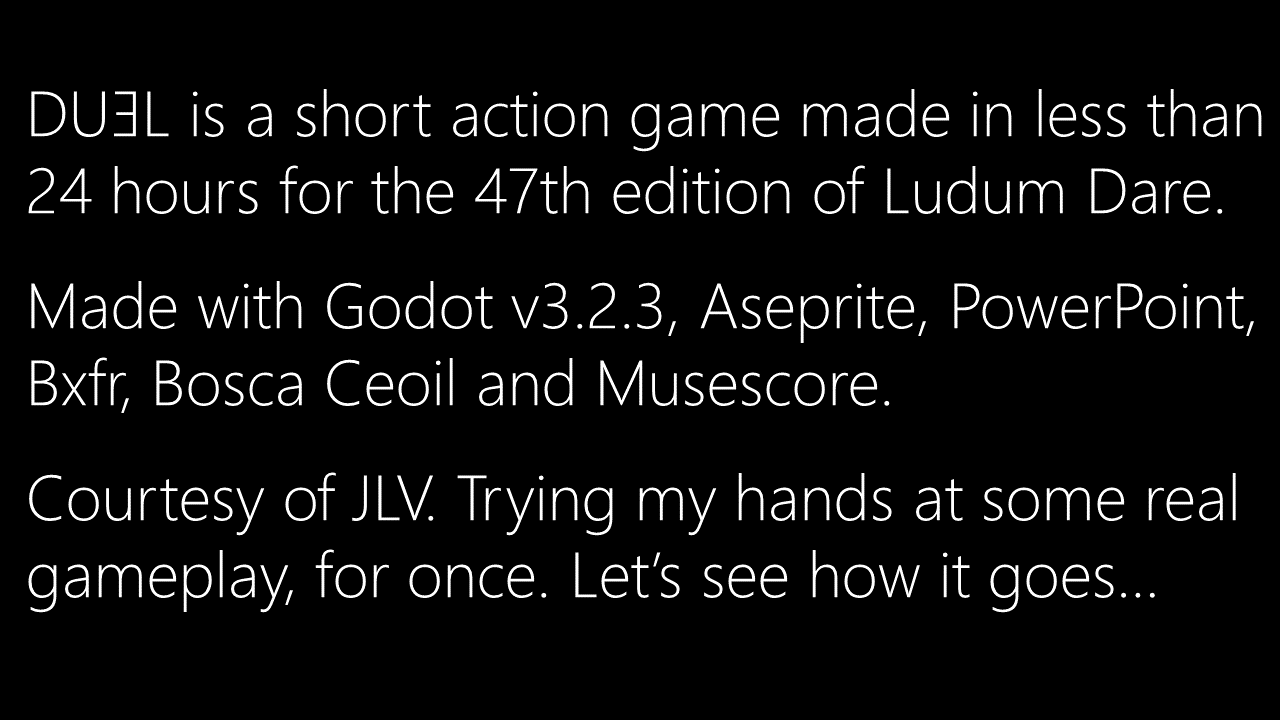 DUƎL is a short action game made in less than
24 hours for the 47th edition of Ludum Dare.
Made with Godot v3.2.3, Aseprite, PowerPoint,
Bxfr, Bosca Ceoil and Musescore.
Courtesy of JLV. Trying my hands at some real
gameplay, for once. Let’s see how it goes...